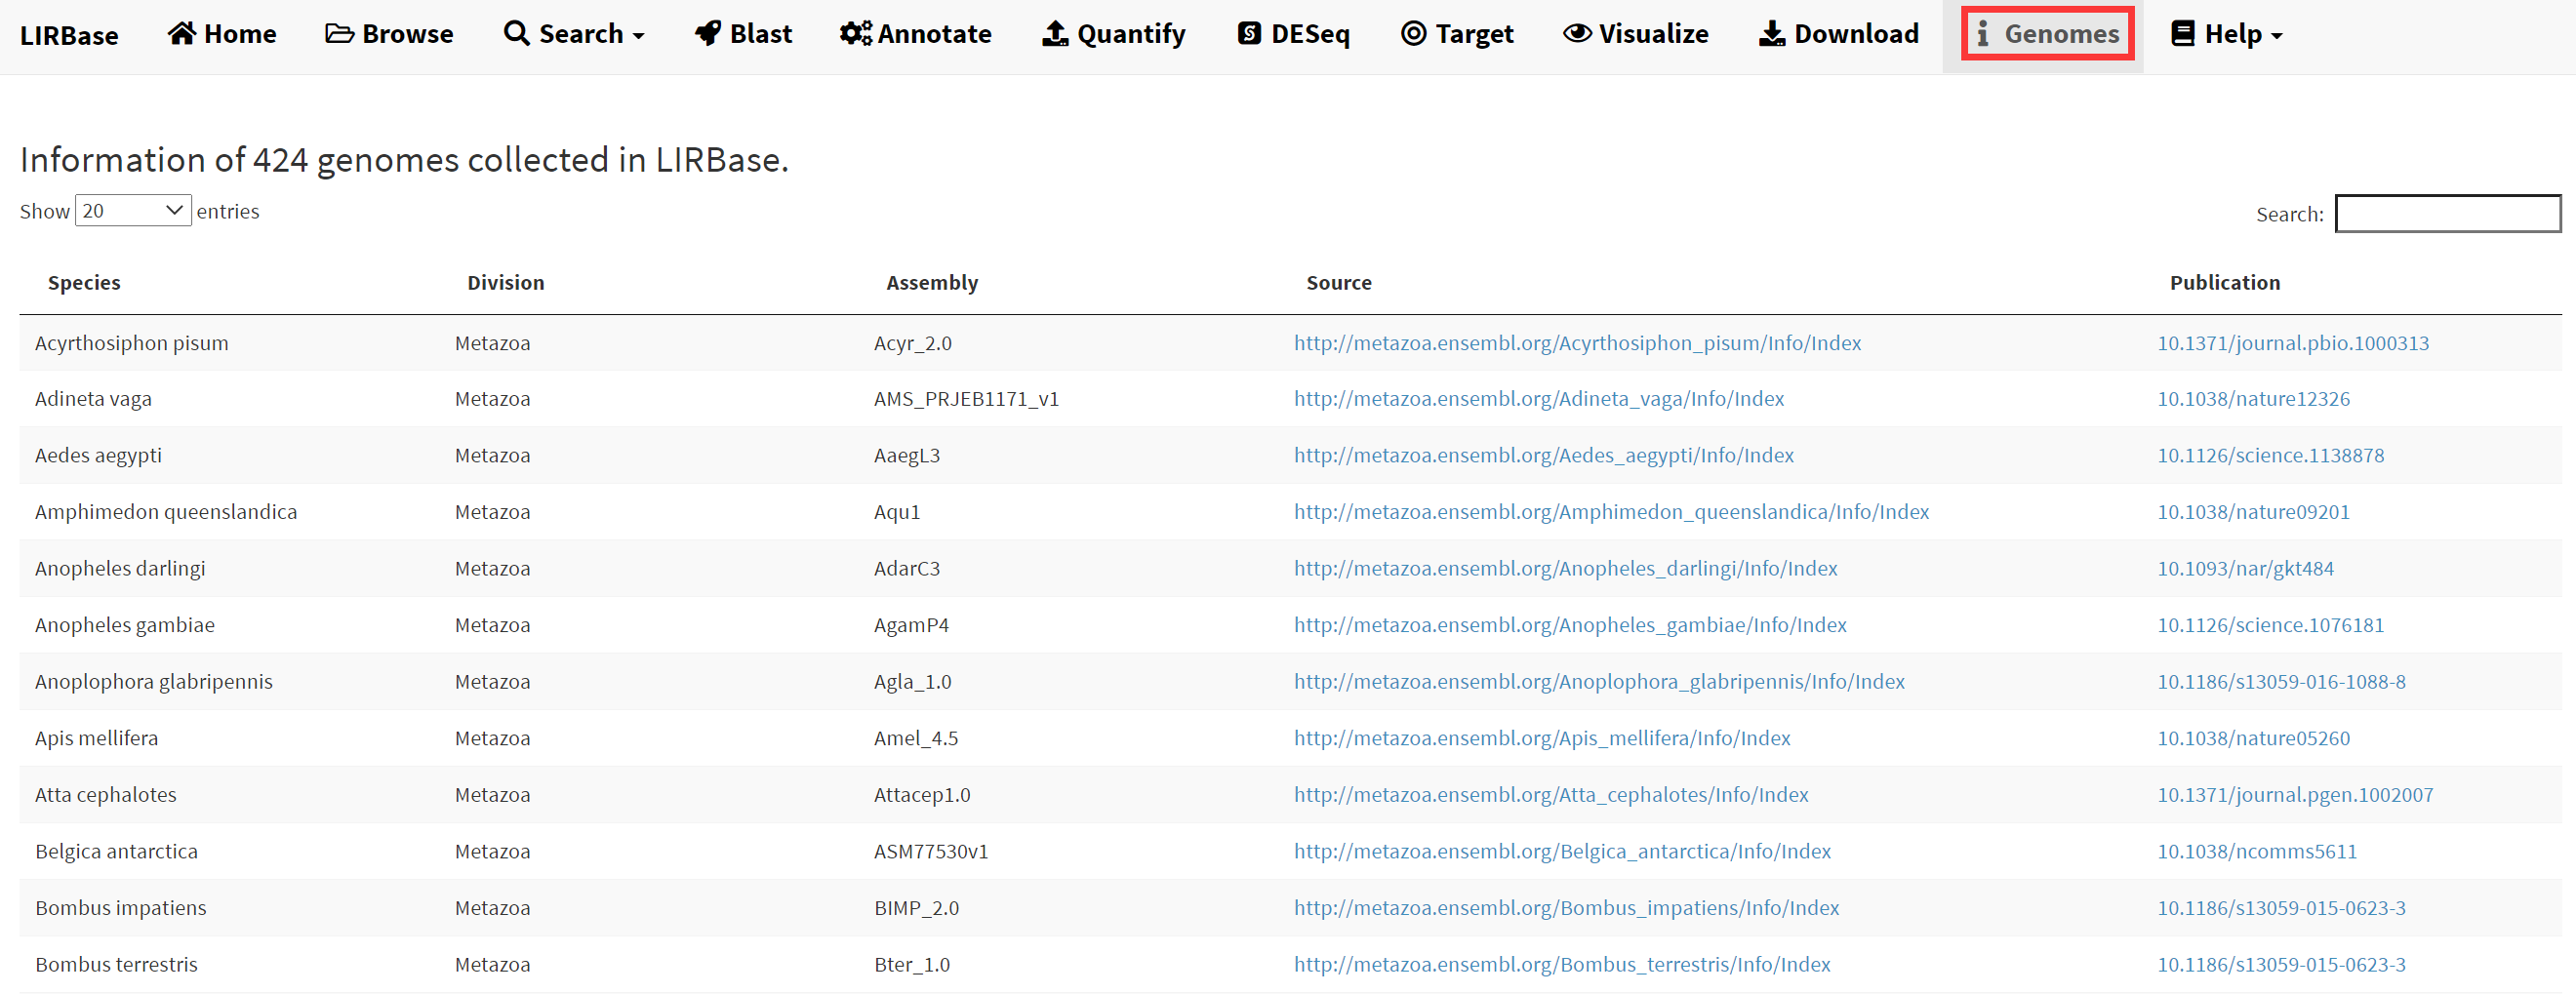 LIRBase Home Browse Search Blast Annotate Quantify DESeq Target Visualize Download Genomes Help
Information of 424 genomes collected in LIRBase.
Show 20 entries Search:
Species Division Assembly Source Publication
Acyrthosiphon pisum Metazoa Acyr_2.0 http://metazoa.ensembl.org/Acyrthosiphon_pisum/Info/Index 10.1371/journal.pbio.1000313
Adineta vaga Metazoa AMS_PRJEB1171_v1 http://metazoa.ensembl.org/Adineta_vaga/Info/Index 10.1038/nature12326
Aedes aegypti Metazoa AaegL3 http://metazoa.ensembl.org/Aedes_aegypti/Info/Index 10.1126/science.1138878
Amphimedon queenslandica Metazoa Aqu1 http://metazoa.ensembl.org/Amphimedon_queenslandica/Info/Index 10.1038/nature09201
Anopheles darlingi Metazoa AdarC3 http://metazoa.ensembl.org/Anopheles_darlingi/Info/Index 10.1093/nar/gkt484
Anopheles gambiae Metazoa AgamP4 http://metazoa.ensembl.org/Anopheles_gambiae/Info/Index 10.1126/science.1076181
Anoplophora glabripennis Metazoa Agla_1.0 http://metazoa.ensembl.org/Anoplophora_glabripennis/Info/Index 10.1186/s13059-016-1088-8
Apis mellifera Metazoa Amel_4.5 http://metazoa.ensembl.org/Apis_mellifera/Info/Index 10.1038/nature05260
Atta cephalotes Metazoa Attacep1.0 http://metazoa.ensembl.org/Atta_cephalotes/Info/Index 10.1371/journal.pgen.1002007
Belgica antarctica Metazoa ASM77530v1 http://metazoa.ensembl.org/Belgica_antarctica/Info/Index 10.1038/ncomms5611
Bombus impatiens Metazoa BIMP_2.0 http://metazoa.ensembl.org/Bombus_impatiens/Info/Index 10.1186/s13059-015-0623-3
Bombus terrestris Metazoa Bter_1.0 http://metazoa.ensembl.org/Bombus_terrestris/Info/Index 10.1186/s13059-015-0623-3